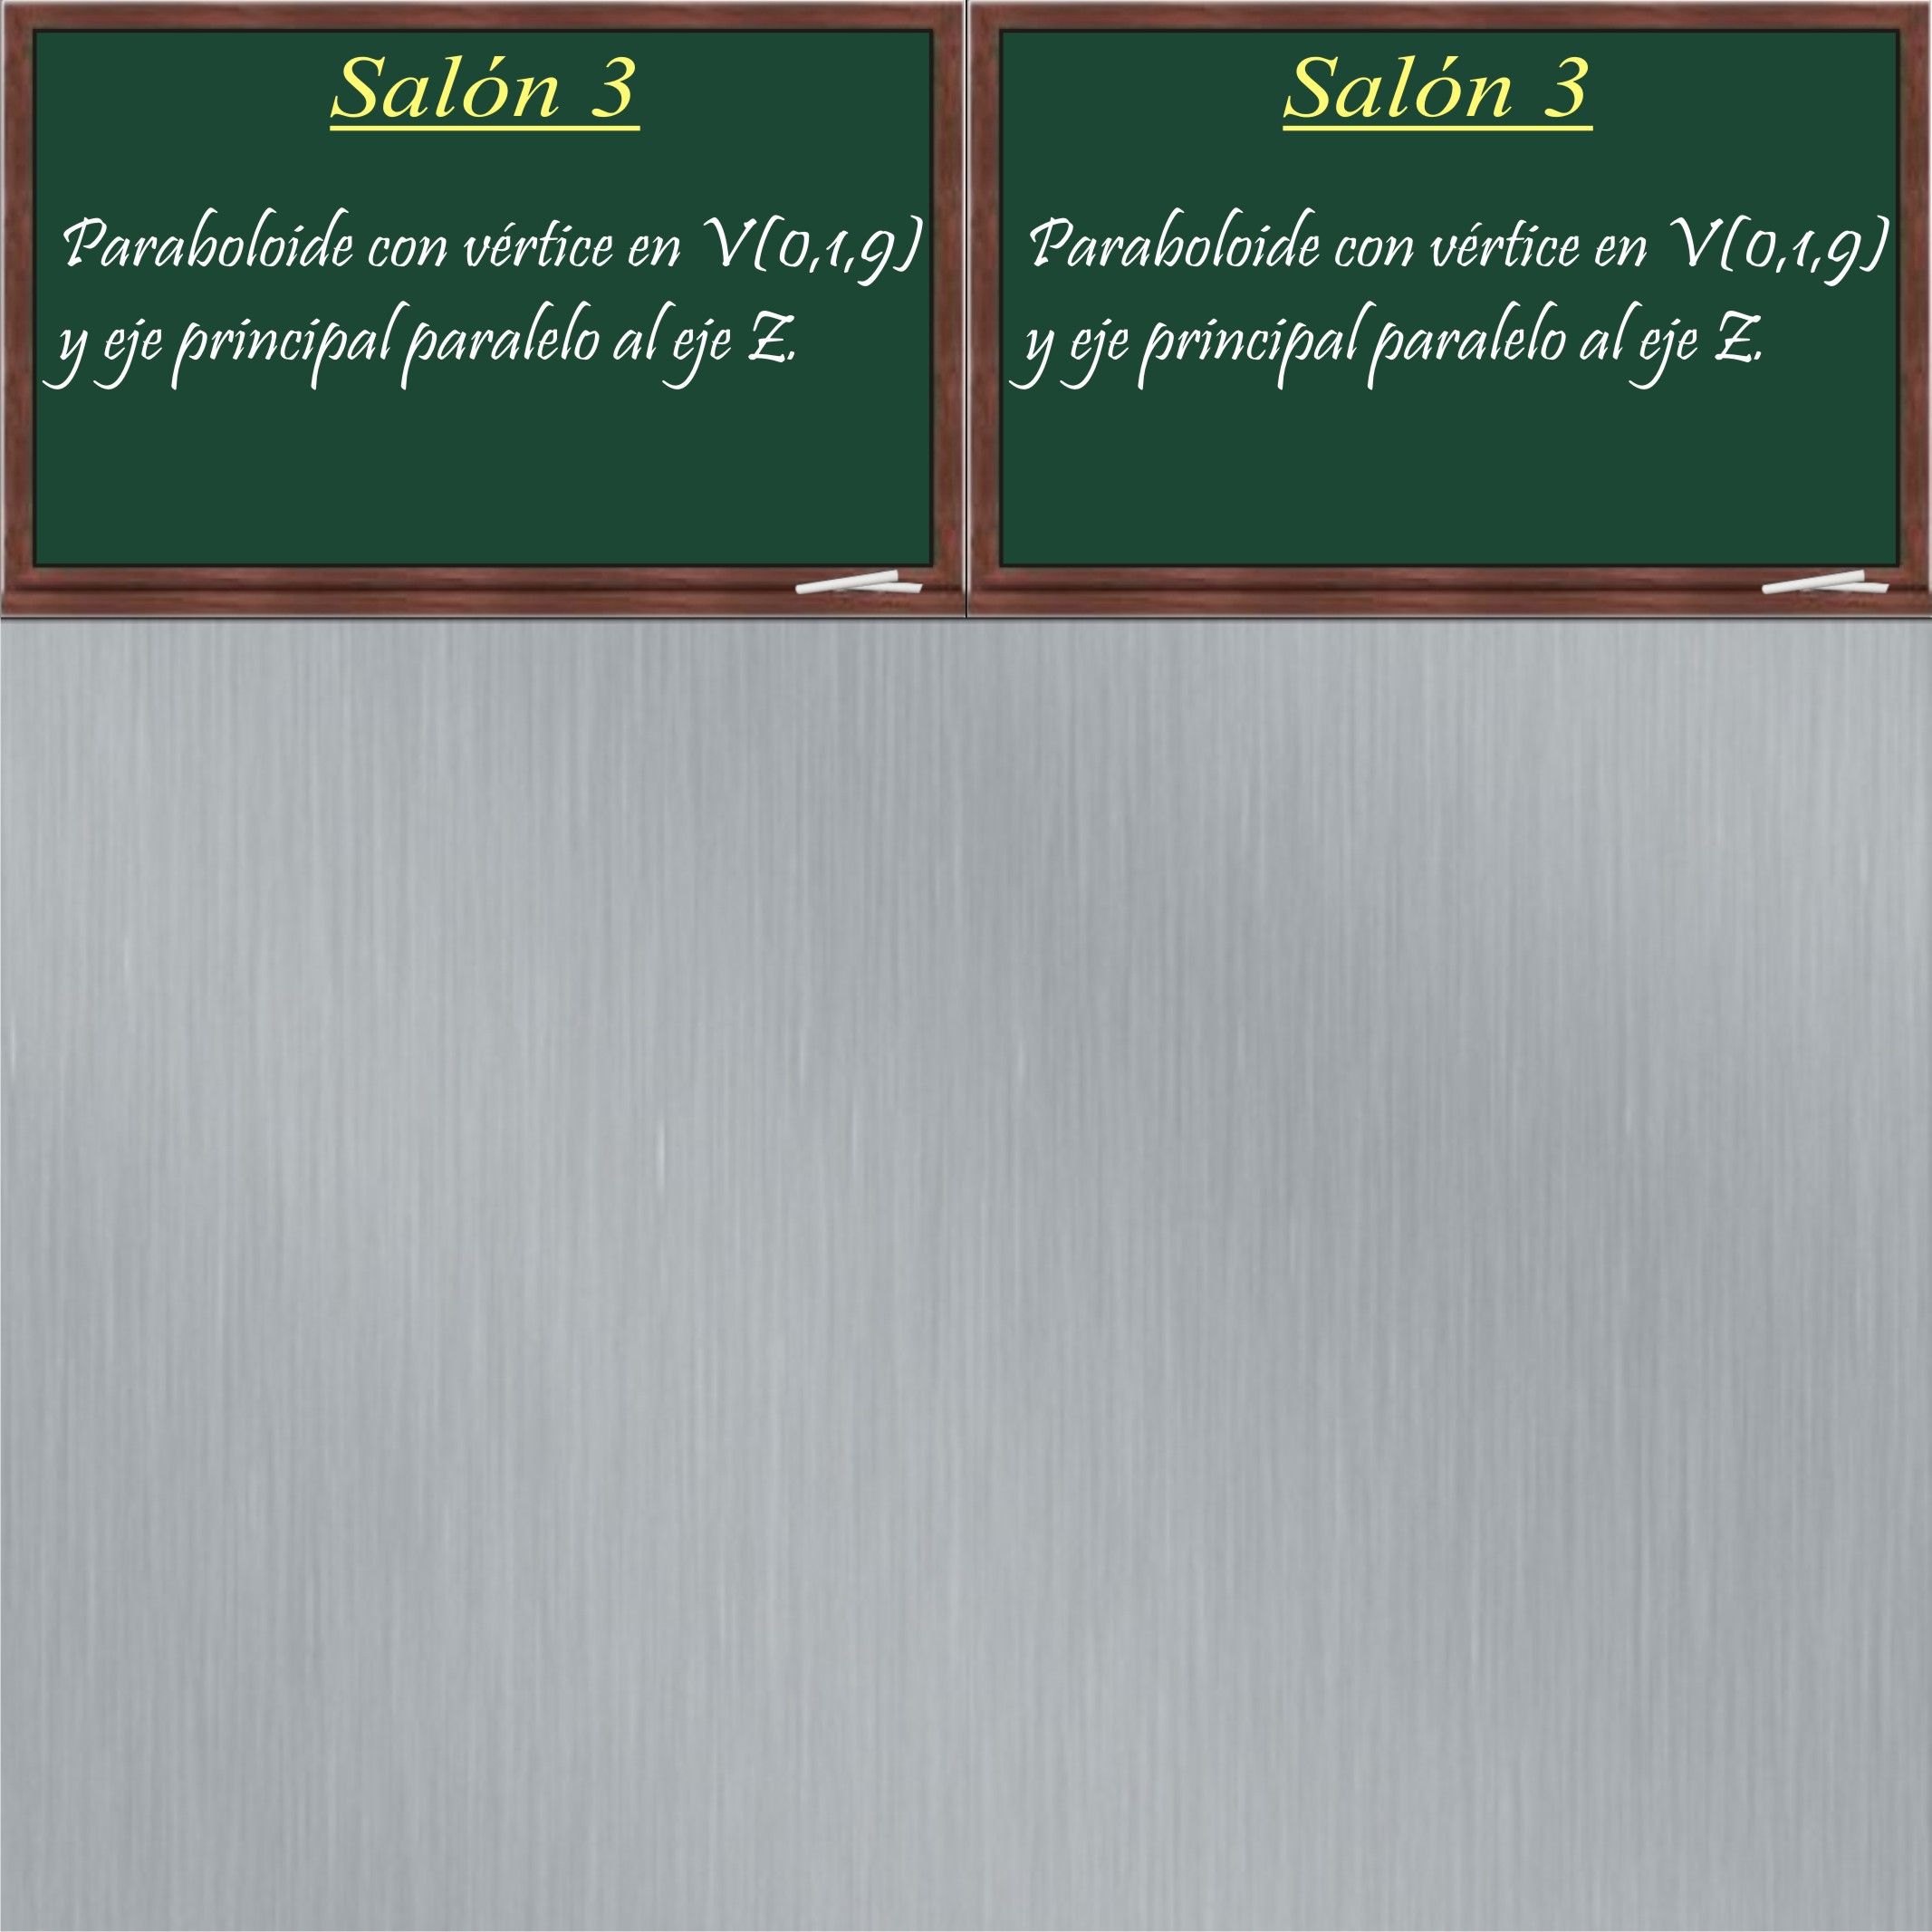 Salón 3
Paraboloide con vértice en V(0,1,9)
y eje principal paralelo al eje Z.
Salón 3
Paraboloide con vértice en V(0,1,9)
y eje principal paralelo al eje Z.